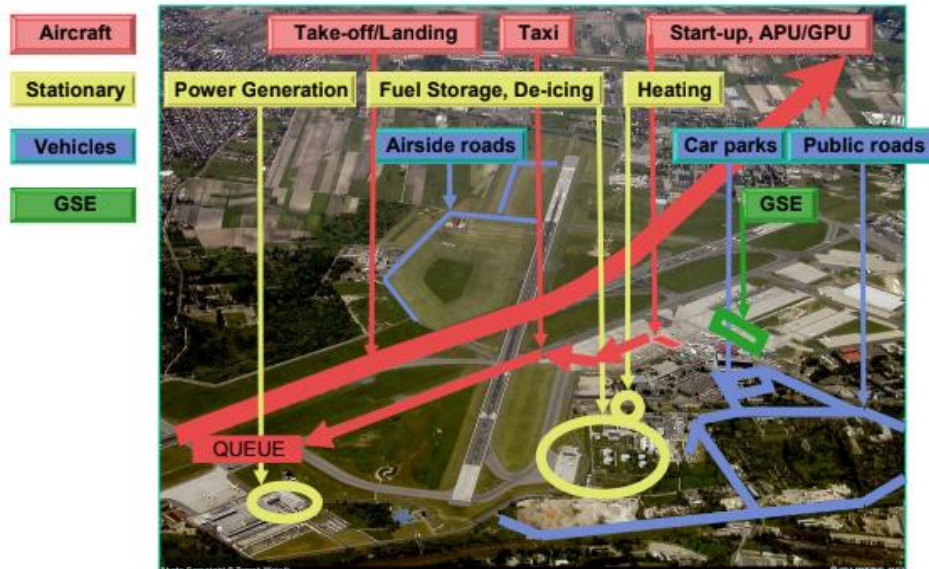 Aircraft
Take-off/Landing
Taxi
Start-up, APU/GPU
Stationary
Power Generation
Fuel Storage, De-icing
Heating
Vehicles
Airside roads
Car parks
Public roads
GSE
GSE
QUEUE